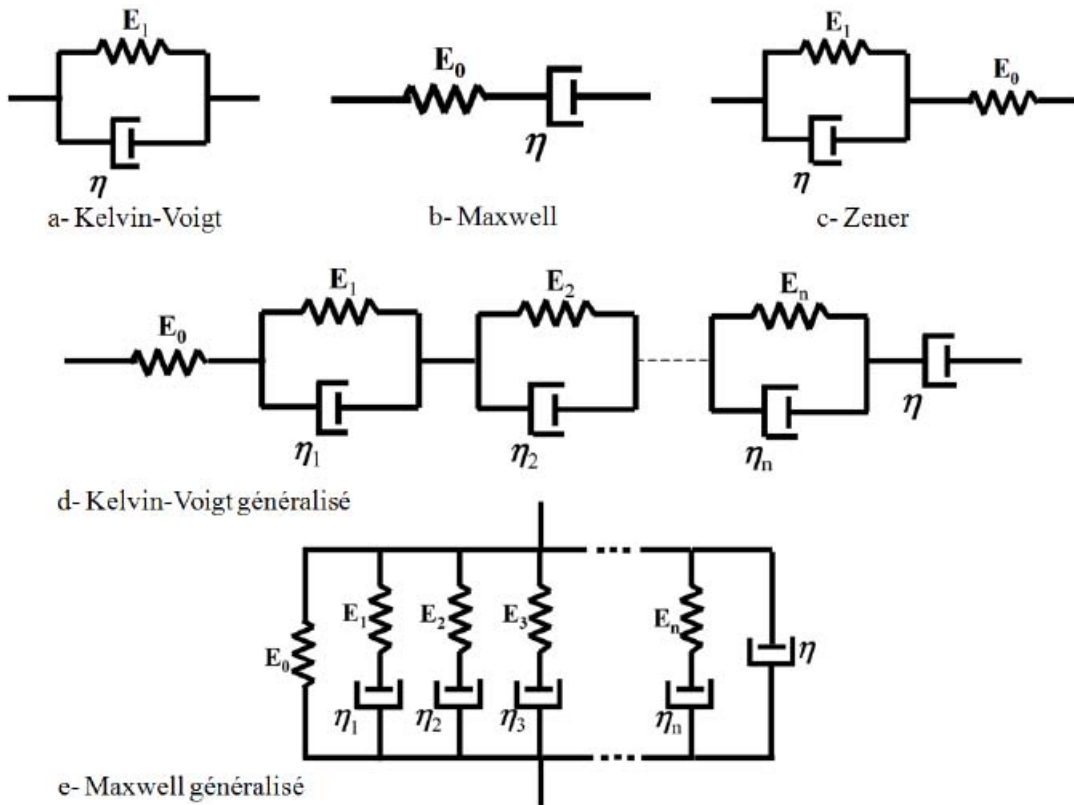 E₁
η
a- Kelvin-Voigt
E₀
η
b- Maxwell
E₁
E₀
η
c- Zener
E₀
E₁
E₂
Eₙ
η₁
η₂
ηₙ
η
d- Kelvin-Voigt généralisé
E₀
E₁
E₂
E₃
Eₙ
η₁
η₂
η₃
ηₙ
η
e- Maxwell généralisé